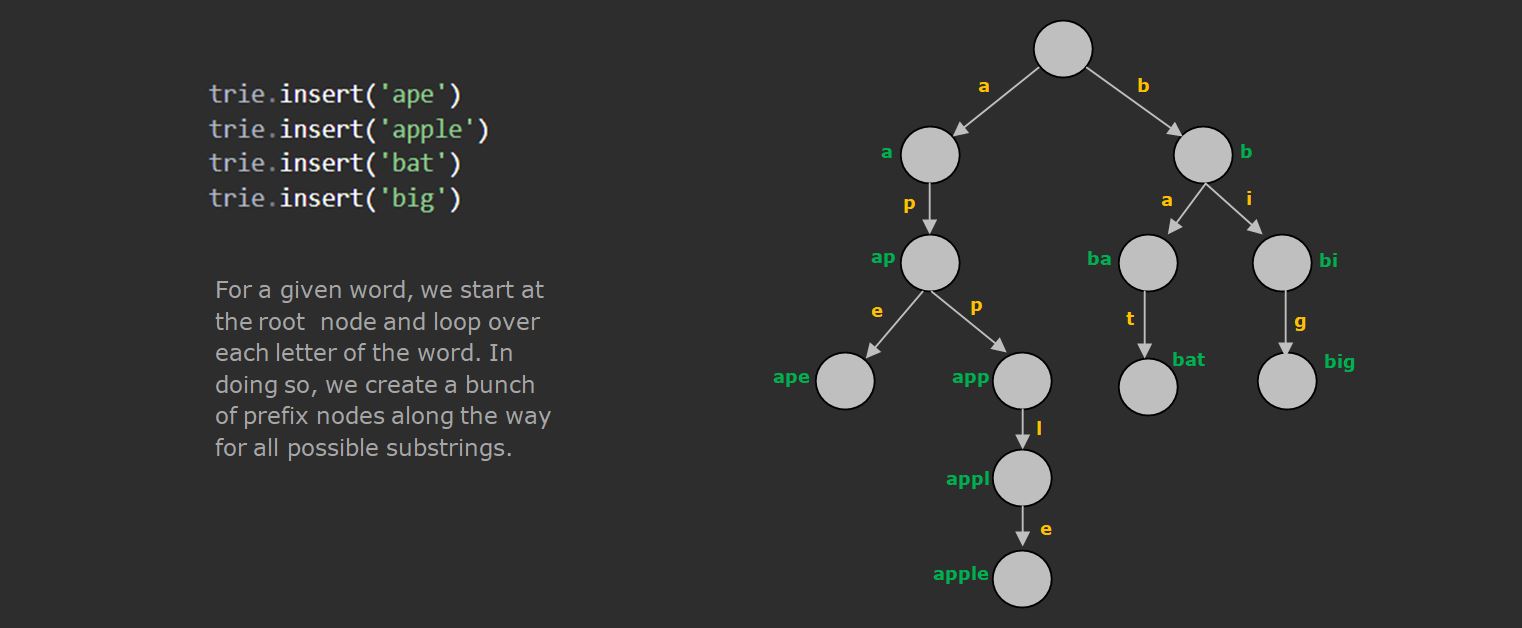 trie.insert('ape')
trie.insert('apple')
trie.insert('bat')
trie.insert('big')
For a given word, we start at
the root  node and loop over
each letter of the word. In
doing so, we create a bunch
of prefix nodes along the way
for all possible substrings.
a b
a b
p a i
ap ba bi
e p t g
ape app bat big
l
appl
e
apple